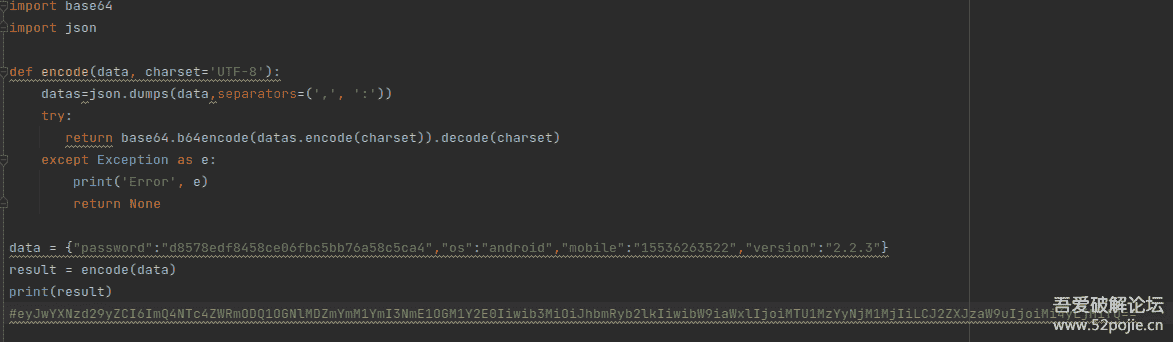 import base64
import json
def encode(data, charset='UTF-8'):
datas=json.dumps(data,separators=(',', ':'))
try:
return base64.b64encode(datas.encode(charset)).decode(charset)
except Exception as e:
print('Error', e)
return None
data = {"password":"d8578edf8458ce06fbc5bb76a58c5ca4","os":"android","mobile":"15536263522","version":"2.2.3"}
result = encode(data)
print(result)
吾爱破解论坛
www.52pojie.cn